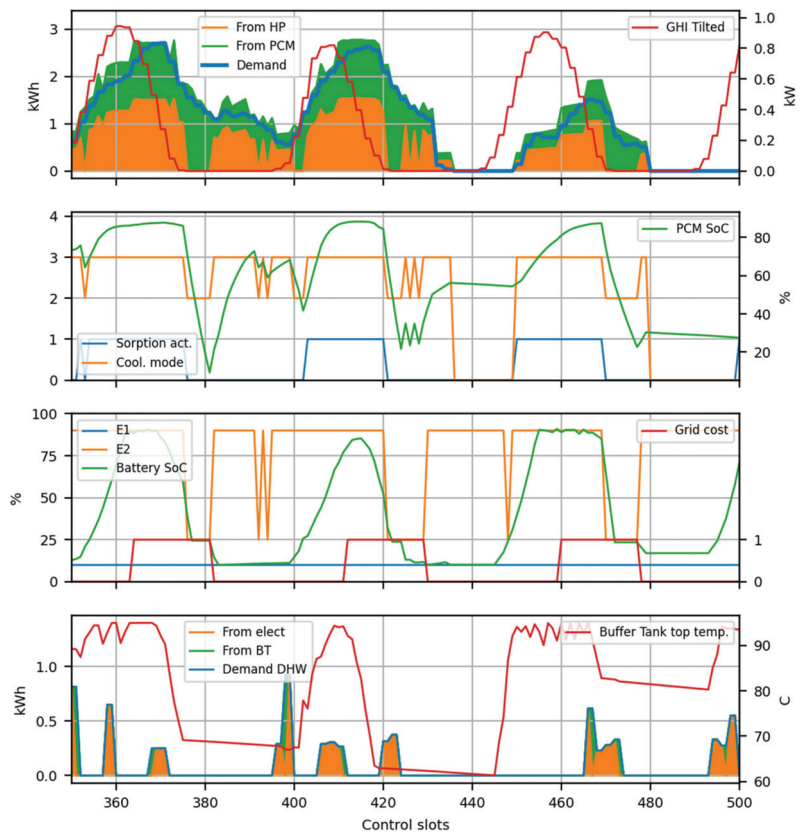 From HP
From PCM
Demand
GHI Tilted
kWh
3
2
1
0
kW
1.0
0.8
0.6
0.4
0.2
0.0
PCM SoC
Sorption act.
Cool. mode
4
3
2
1
0
%
80
60
40
20
E1
E2
Battery SoC
Grid cost
%
100
75
50
25
0
1
0
From elect
From BT
Demand DHW
Buffer Tank top temp.
kWh
1.0
0.5
0.0
C
90
80
70
60
360 380 400 420 440 460 480 500
Control slots